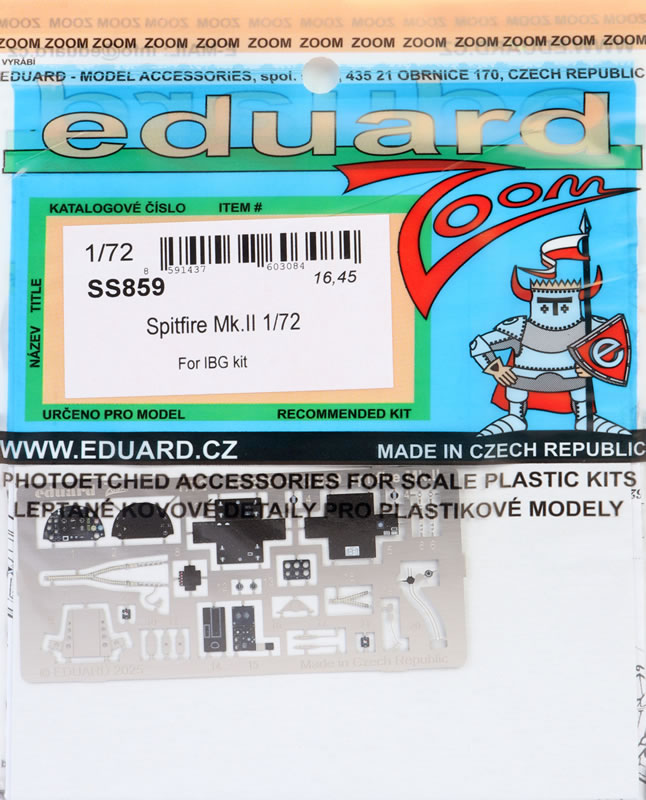 ZOOM ZOOM ZOOM ZOOM ZOOM ZOOM ZOOM ZOOM ZOOM ZOOM ZOOM ZOOM ZOOM
VYRÁBÍ
EDUARD - MODEL ACCESSORIES, spol. , 435 21 OBRNICE 170, CZECH REPUBLIC
eduard
Zoom
KATALOGOVÉ ČÍSLO ITEM #
1/72
8 591437 603084
SS859
16,45
Spitfire Mk.II 1/72
For IBG kit
NÁZEV TITLE
URČENO PRO MODEL RECOMMENDED KIT
e
WWW.EDUARD.CZ MADE IN CZECH REPUBLIC
PHOTOETCHED ACCESSORIES FOR SCALE PLASTIC KITS
LEPTANÉ KOVOVÉ DETAILY PRO PLASTIKOVÉ MODELY
eduard
14 15
© EDUARD 2025 Made in Czech Republic